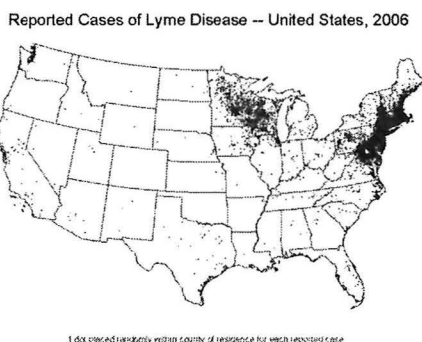 Reported Cases of Lyme Disease -- United States, 2006
1 dot placed randomly within county of residence for each reported case